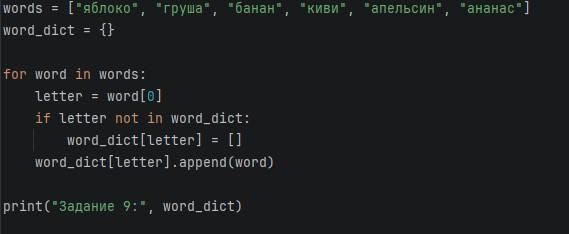 words = ["яблоко", "груша", "банан", "киви", "апельсин", "ананас"]
word_dict = {}
for word in words:
    letter = word[0]
    if letter not in word_dict:
        word_dict[letter] = []
    word_dict[letter].append(word)
print("Задание 9:", word_dict)